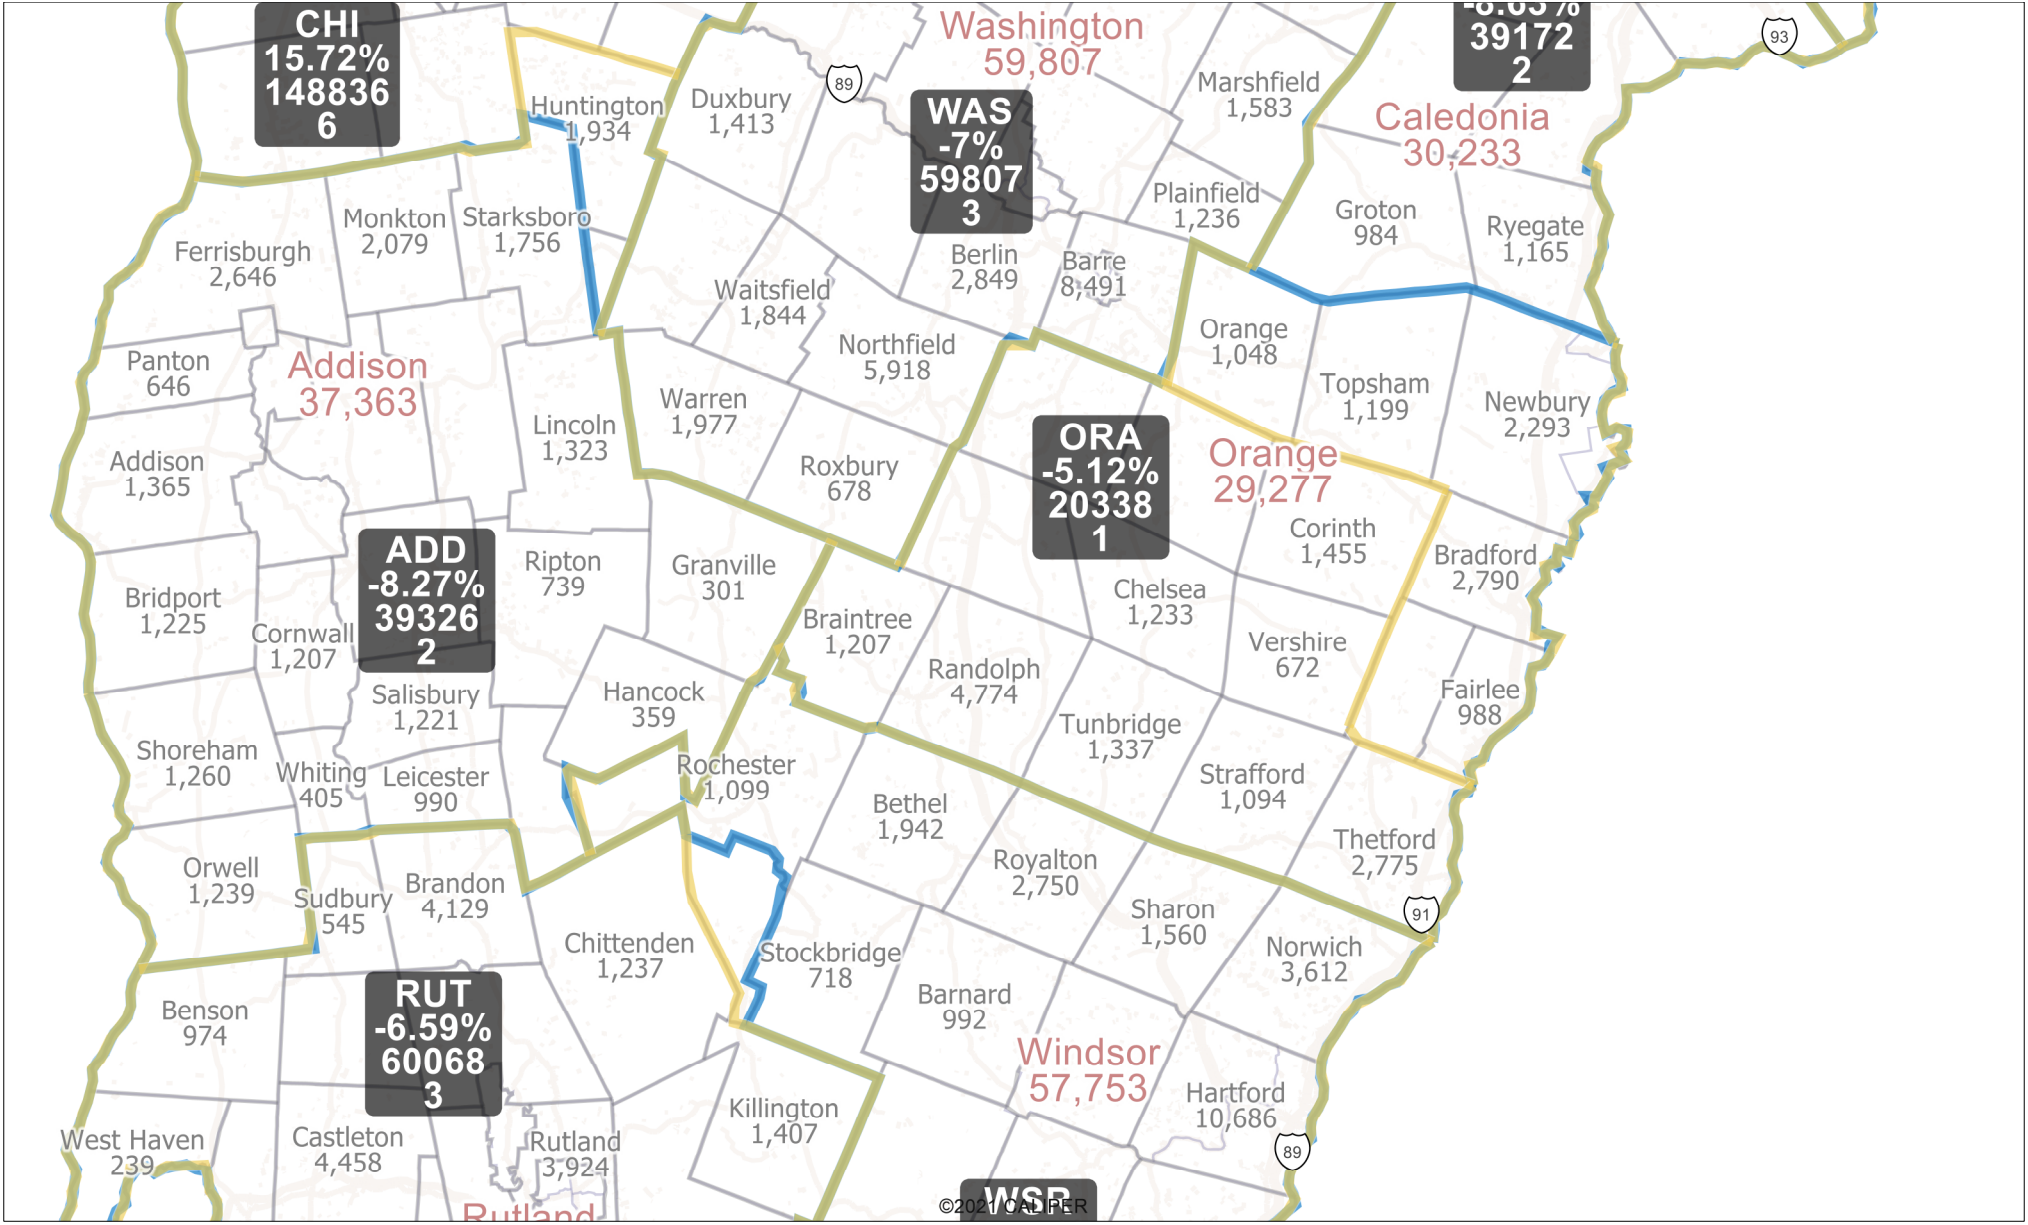 CHI
15.72%
148836
6
Washington
59,807
-8.63%
39172
2
93
89
Huntington
1,934
Duxbury
1,413
Marshfield
1,583
WAS
-7%
59807
3
Caledonia
30,233
Monkton
2,079
Starksboro
1,756
Plainfield
1,236
Groton
984
Ryegate
1,165
Ferrisburgh
2,646
Berlin
2,849
Barre
8,491
Waitsfield
1,844
Northfield
5,918
Orange
1,048
Panton
646
Addison
37,363
Topsham
1,199
Newbury
2,293
Warren
1,977
Lincoln
1,323
Addison
1,365
Roxbury
678
ORA
-5.12%
20338
1
Orange
29,277
Corinth
1,455
Bradford
2,790
ADD
-8.27%
39326
2
Ripton
739
Granville
301
Chelsea
1,233
Bridport
1,225
Cornwall
1,207
Braintree
1,207
Vershire
672
Randolph
4,774
Salisbury
1,221
Hancock
359
Fairlee
988
Tunbridge
1,337
Shoreham
1,260
Whiting
405
Leicester
990
Rochester
1,099
Strafford
1,094
Bethel
1,942
Thetford
2,775
Orwell
1,239
Sudbury
545
Brandon
4,129
Royalton
2,750
Sharon
1,560
91
Chittenden
1,237
Stockbridge
718
Norwich
3,612
Benson
974
RUT
-6.59%
60068
3
Barnard
992
Windsor
57,753
Hartford
10,686
Killington
1,407
West Haven
239
Castleton
4,458
Rutland
3,924
89
Rutland
WSR
©2021 CALIPER